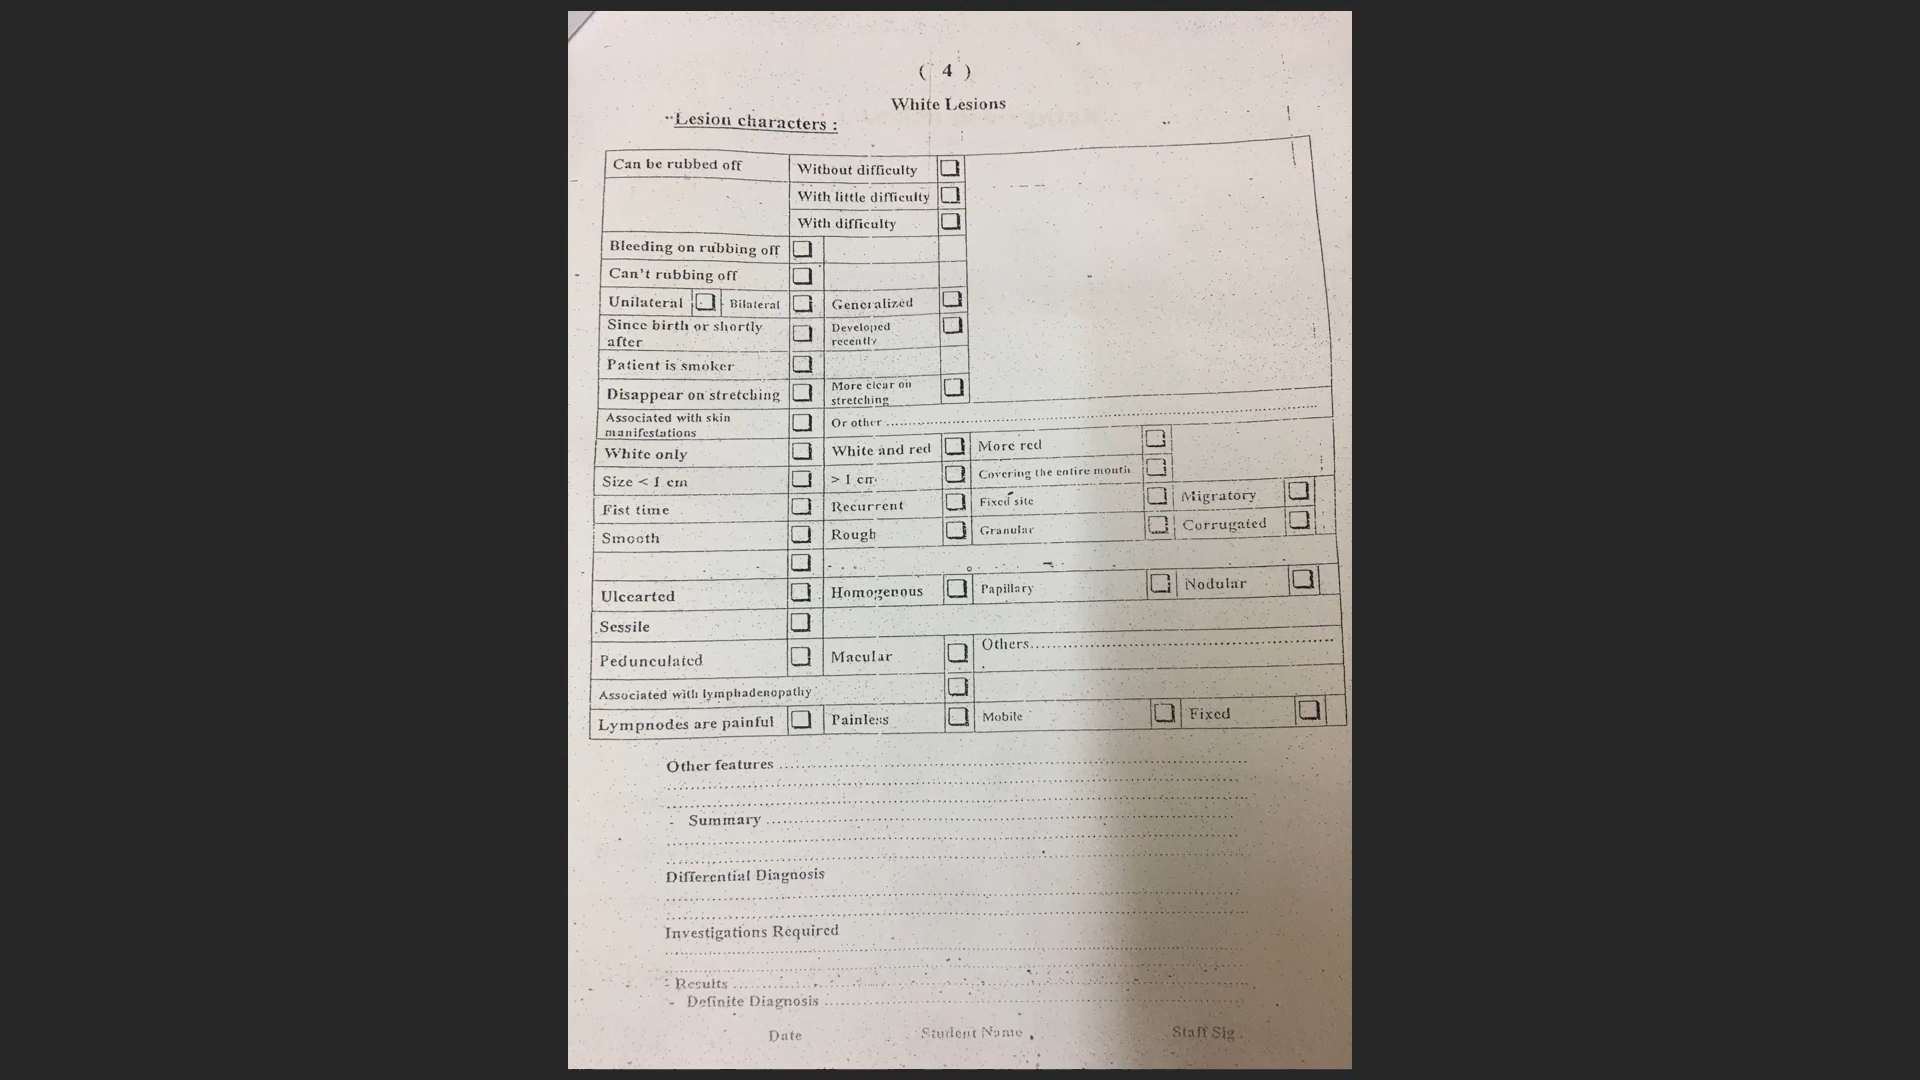 ( 4 )
White Lesions
Lesion characters :
Can be rubbed off Without difficulty
With little difficulty
With difficulty
Bleeding on rubbing off
Can't rubbing off
Unilateral Bilateral Generalized
Since birth or shortly after Developed recently
Patient is smoker
Disappear on stretching More clear on stretching
Associated with skin manifestations Or other ........................................
White only White and red More red
Size < 1 cm > 1 cm Covering the entire mouth
Fist time Recurrent Fixed site Migratory
Smooth Rough Granular Corrugated
Ulcearted Homogenous Papillary Nodular
Sessile
Pedunculated Macular Others........................................
Associated with lymphadenopathy
Lympnodes are painful Painless Mobile Fixed
Other features ........................................
- Summary ........................................
Differential Diagnosis
Investigations Required
- Results ........................................
- Definite Diagnosis ........................................
Date Student Name Staff Sig .